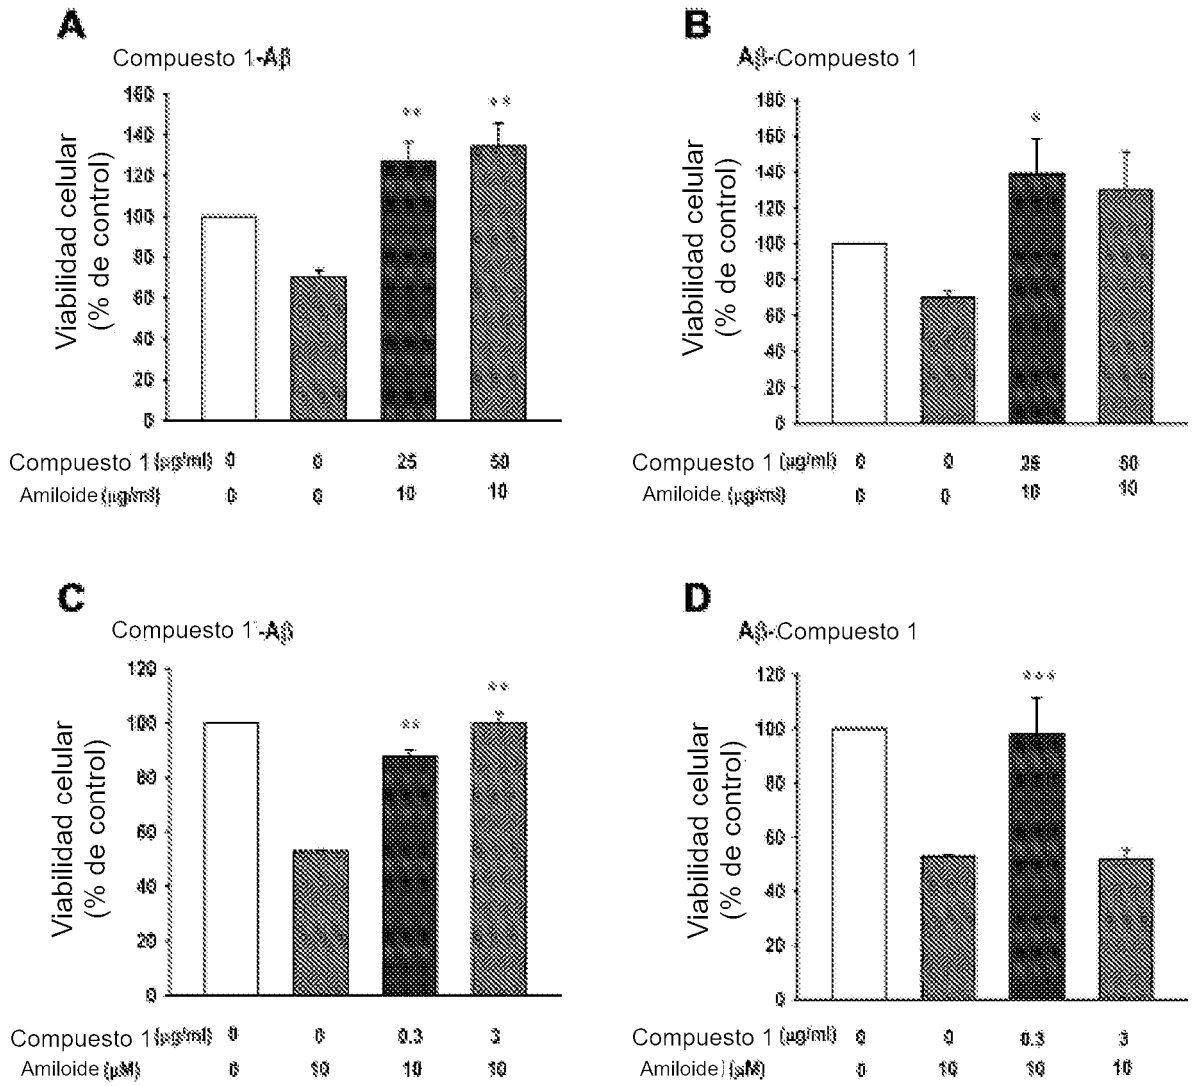 A
Compuesto 1-Aβ
Viabilidad celular
(% de control)
160
140
120
100
80
60
40
20
0
**
**
Compuesto 1 (µg/ml) 0 0 25 50
Amiloide (µg/ml) 0 0 10 10
B
Aβ-Compuesto 1
Viabilidad celular
(% de control)
180
160
140
120
100
80
60
40
20
0
*
Compuesto 1 (µg/ml) 0 0 25 50
Amiloide (µg/ml) 0 0 10 10
C
Compuesto 1-Aβ
Viabilidad celular
(% de control)
120
100
80
60
40
20
0
**
**
Compuesto 1 (µg/ml) 0 0 0.3 3
Amiloide (µM) 0 10 10 10
D
Aβ-Compuesto 1
Viabilidad celular
(% de control)
120
100
80
60
40
20
0
***
Compuesto 1 (µg/ml) 0 0 0.3 3
Amiloide (µM) 0 10 10 10